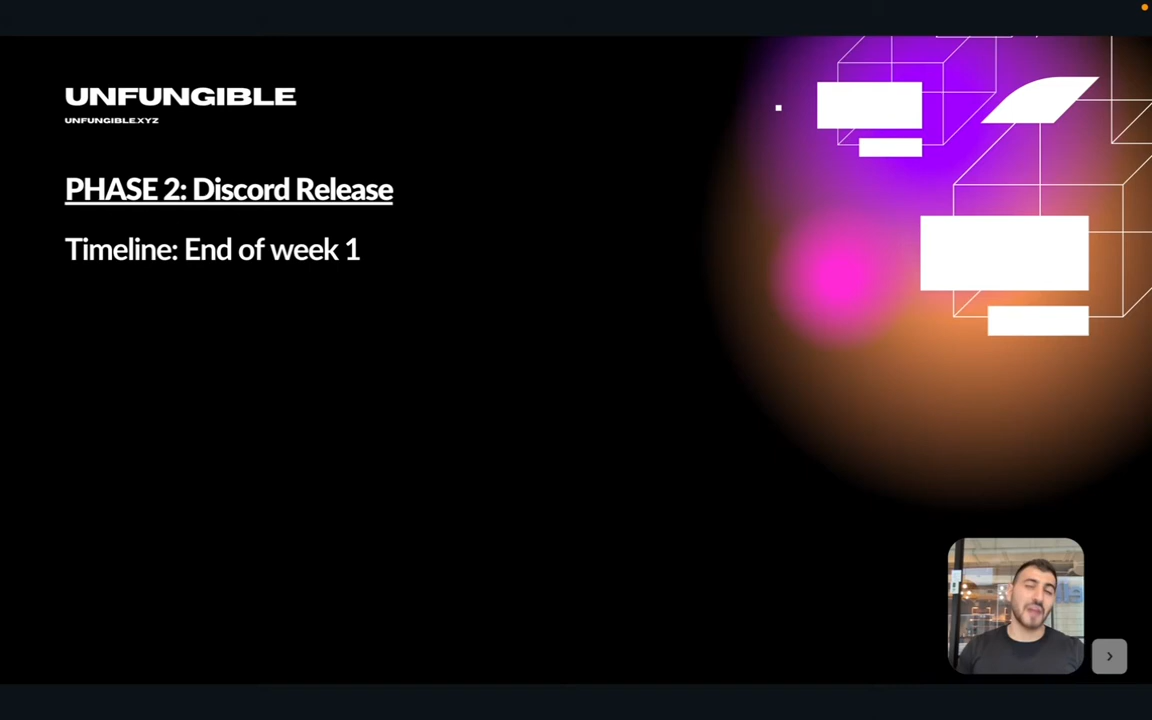 UNFUNGIBLE
UNFUNGIBLE.XYZ
PHASE 2: Discord Release
Timeline: End of week 1